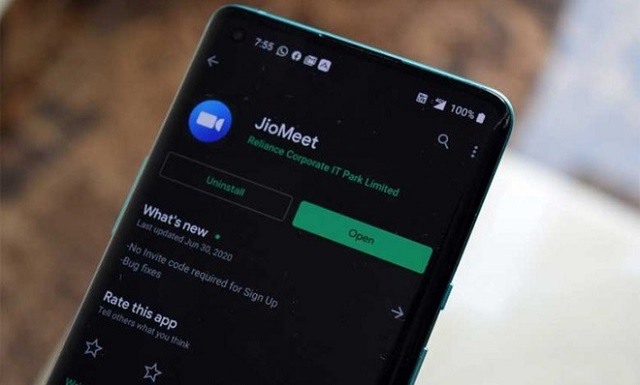 7:55
100%
JioMeet
Reliance Corporate IT Park Limited
Uninstall
Open
What's new
Last updated Jun 30, 2020
-No Invite code required for Sign Up
-Bug fixes
Rate this app
Tell others what you think